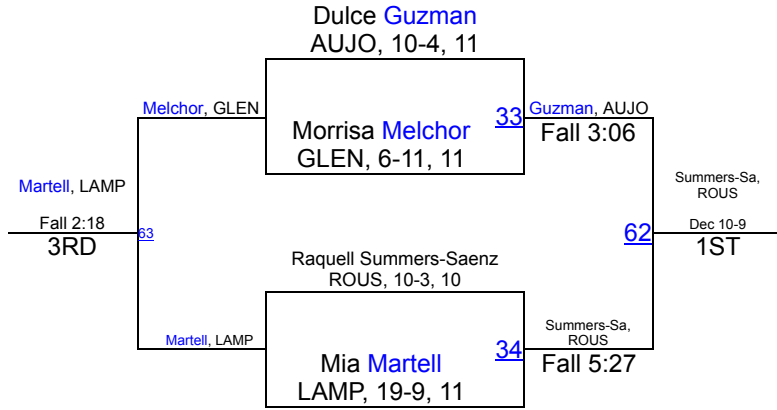 Dulce Guzman
AUJO, 10-4, 11
Melchor, GLEN
33
Guzman, AUJO
Morrisa Melchor
GLEN, 6-11, 11
Fall 3:06
Martell, LAMP
Fall 2:18
3RD
63
62
Summers-Sa,
ROUS
Dec 10-9
1ST
Raquell Summers-Saenz
ROUS, 10-3, 10
Martell, LAMP
34
Summers-Sa,
ROUS
Mia Martell
LAMP, 19-9, 11
Fall 5:27